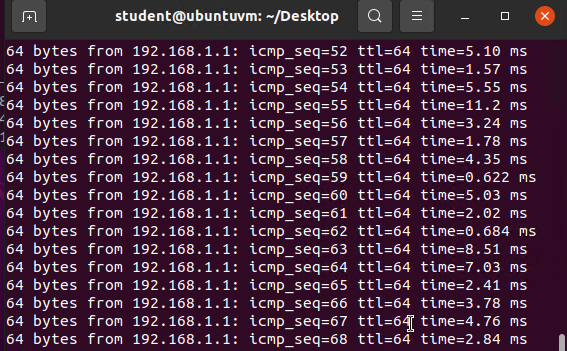 student@ubuntuvm: ~/Desktop
64 bytes from 192.168.1.1: icmp_seq=52 ttl=64 time=5.10 ms
64 bytes from 192.168.1.1: icmp_seq=53 ttl=64 time=1.57 ms
64 bytes from 192.168.1.1: icmp_seq=54 ttl=64 time=5.55 ms
64 bytes from 192.168.1.1: icmp_seq=55 ttl=64 time=11.2 ms
64 bytes from 192.168.1.1: icmp_seq=56 ttl=64 time=3.24 ms
64 bytes from 192.168.1.1: icmp_seq=57 ttl=64 time=1.78 ms
64 bytes from 192.168.1.1: icmp_seq=58 ttl=64 time=4.35 ms
64 bytes from 192.168.1.1: icmp_seq=59 ttl=64 time=0.622 ms
64 bytes from 192.168.1.1: icmp_seq=60 ttl=64 time=5.03 ms
64 bytes from 192.168.1.1: icmp_seq=61 ttl=64 time=2.02 ms
64 bytes from 192.168.1.1: icmp_seq=62 ttl=64 time=0.684 ms
64 bytes from 192.168.1.1: icmp_seq=63 ttl=64 time=8.51 ms
64 bytes from 192.168.1.1: icmp_seq=64 ttl=64 time=7.03 ms
64 bytes from 192.168.1.1: icmp_seq=65 ttl=64 time=2.41 ms
64 bytes from 192.168.1.1: icmp_seq=66 ttl=64 time=3.78 ms
64 bytes from 192.168.1.1: icmp_seq=67 ttl=64 time=4.76 ms
64 bytes from 192.168.1.1: icmp_seq=68 ttl=64 time=2.84 ms